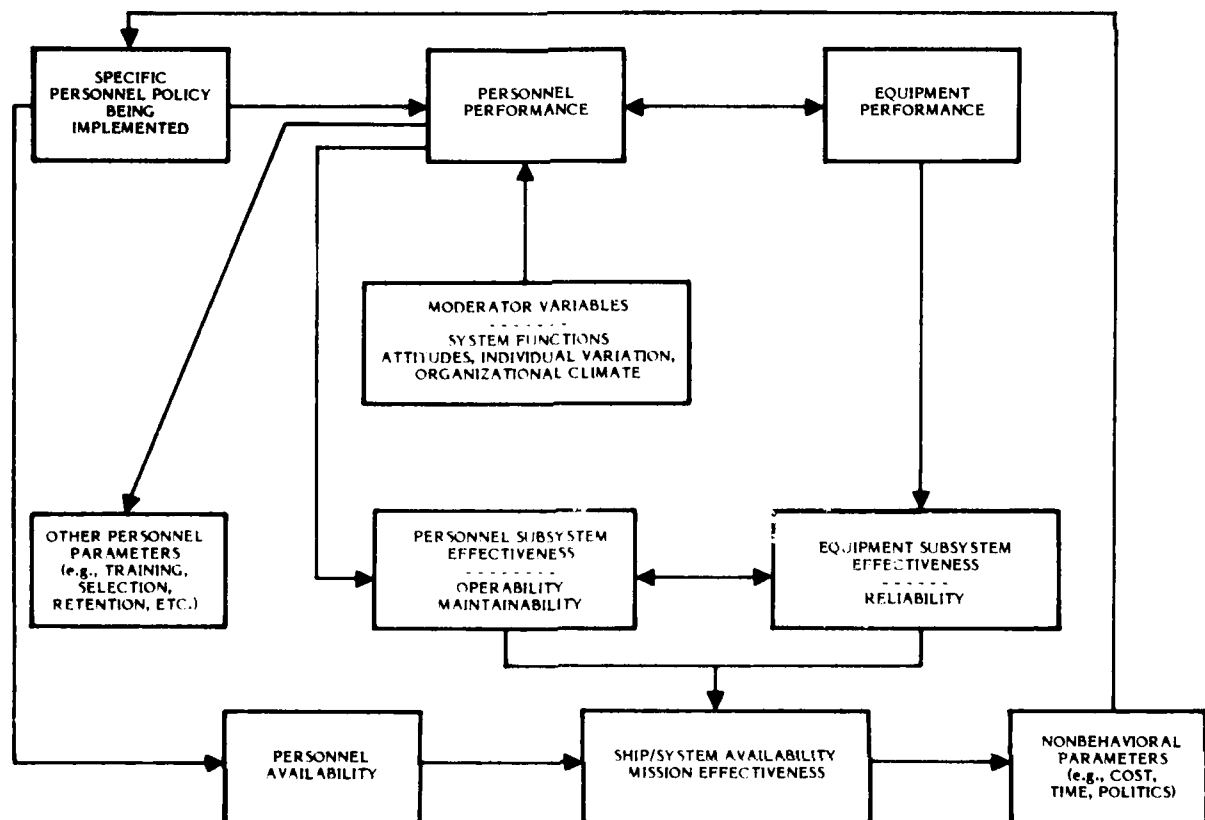 SPECIFIC
PERSONNEL POLICY
BEING
IMPLEMENTED
PERSONNEL
PERFORMANCE
EQUIPMENT
PERFORMANCE
MODERATOR VARIABLES
- - - - - - -
SYSTEM FUNCTIONS
ATTITUDES, INDIVIDUAL VARIATION,
ORGANIZATIONAL CLIMATE
OTHER PERSONNEL
PARAMETERS
(e.g., TRAINING,
SELECTION,
RETENTION, ETC.)
PERSONNEL SUBSYSTEM
EFFECTIVENESS
- - - - - - - -
OPERABILITY
MAINTAINABILITY
EQUIPMENT SUBSYSTEM
EFFECTIVENESS
- - - - - -
RELIABILITY
PERSONNEL
AVAILABILITY
SHIP/SYSTEM AVAILABILITY
MISSION EFFECTIVENESS
NONBEHAVIORAL
PARAMETERS
(e.g., COST,
TIME, POLITICS)